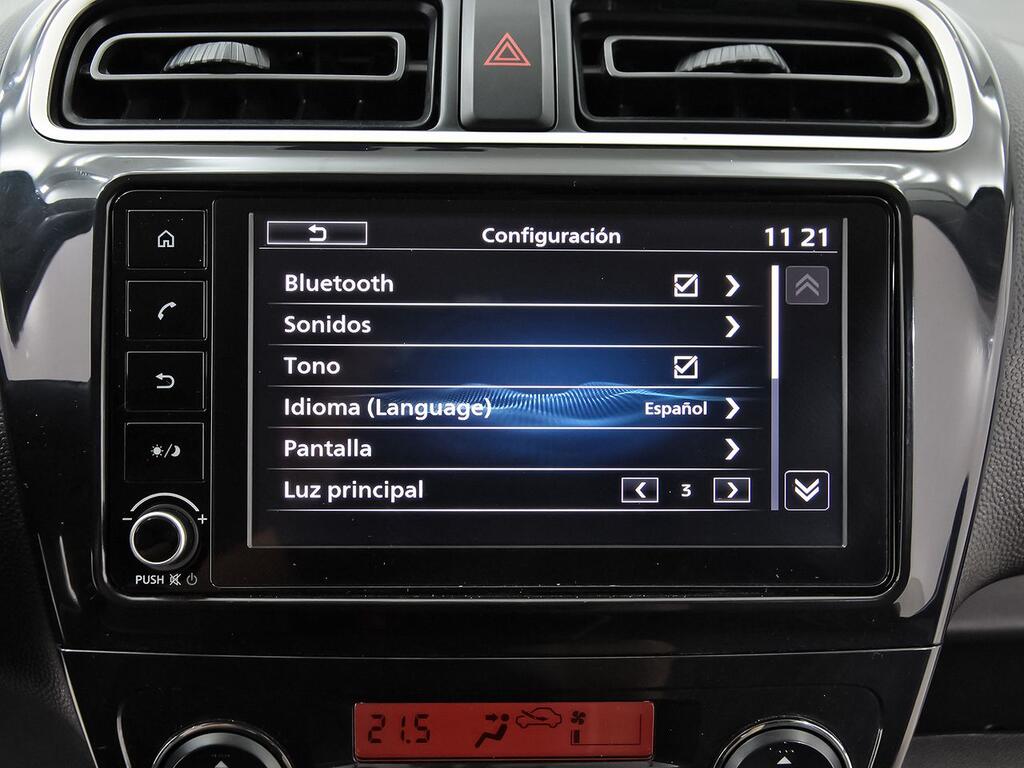 Configuración 11 21
Bluetooth
Sonidos
Tono
Idioma (Language) Español
Pantalla
Luz principal 3
PUSH
21.5